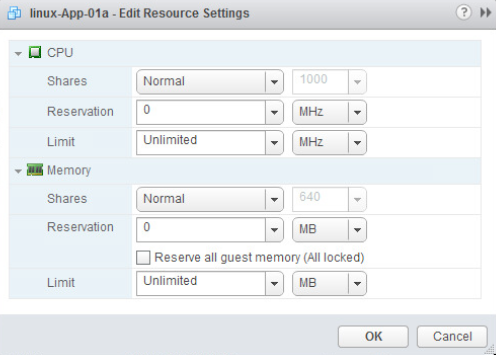 linux-App-01a - Edit Resource Settings ?
CPU
Shares Normal 1000
Reservation 0 MHz
Limit Unlimited MHz
Memory
Shares Normal 640
Reservation 0 MB
Reserve all guest memory (All locked)
Limit Unlimited MB
OK Cancel